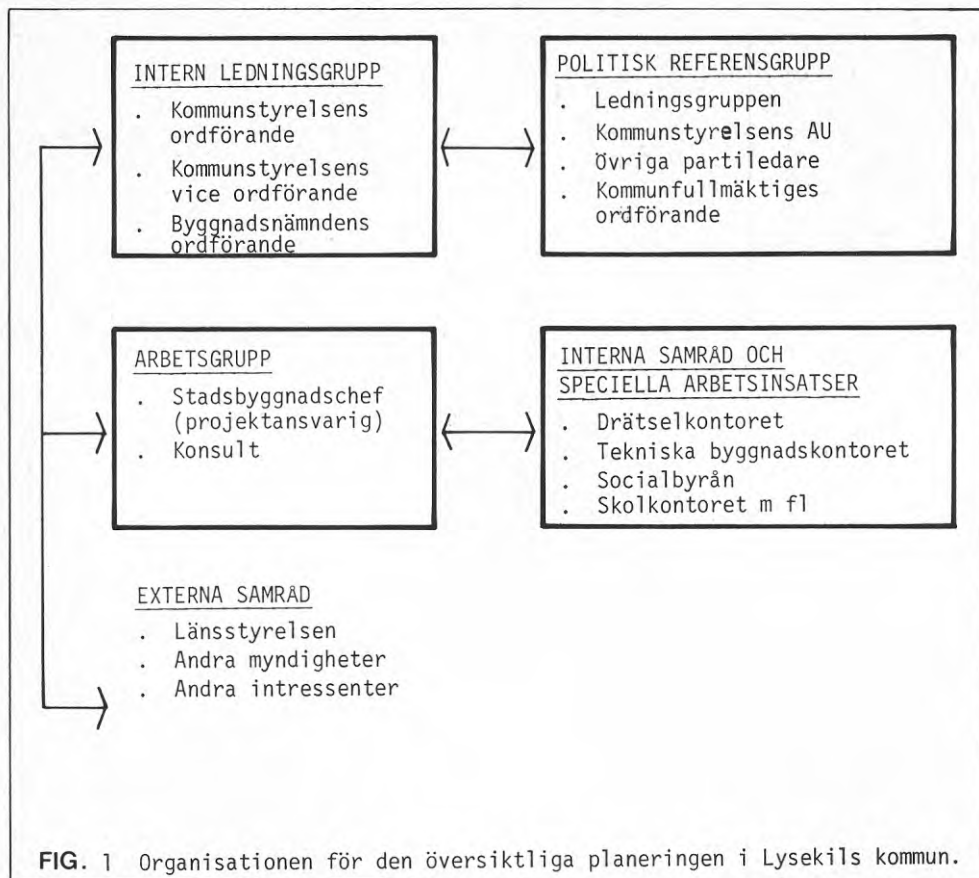 INTERN LEDNINGSGRUPP
. Kommunstyrelsens
ordförande
. Kommunstyrelsens
vice ordförande
. Byggnadsnämndens
ordförande
POLITISK REFERENSGRUPP
. Ledningsgruppen
. Kommunstyrelsens AU
. Övriga partiledare
. Kommunfullmäktiges
ordförande
ARBETSGRUPP
. Stadsbyggnadschef
(projektansvarig)
. Konsult
INTERNA SAMRÅD OCH
SPECIELLA ARBETSINSATSER
. Drätselkontoret
. Tekniska byggnadskontoret
. Socialbyrån
. Skolkontoret m fl
EXTERNA SAMRÅD
. Länsstyrelsen
. Andra myndigheter
. Andra intressenter
FIG. 1 Organisationen för den översiktliga planeringen i Lysekils kommun.